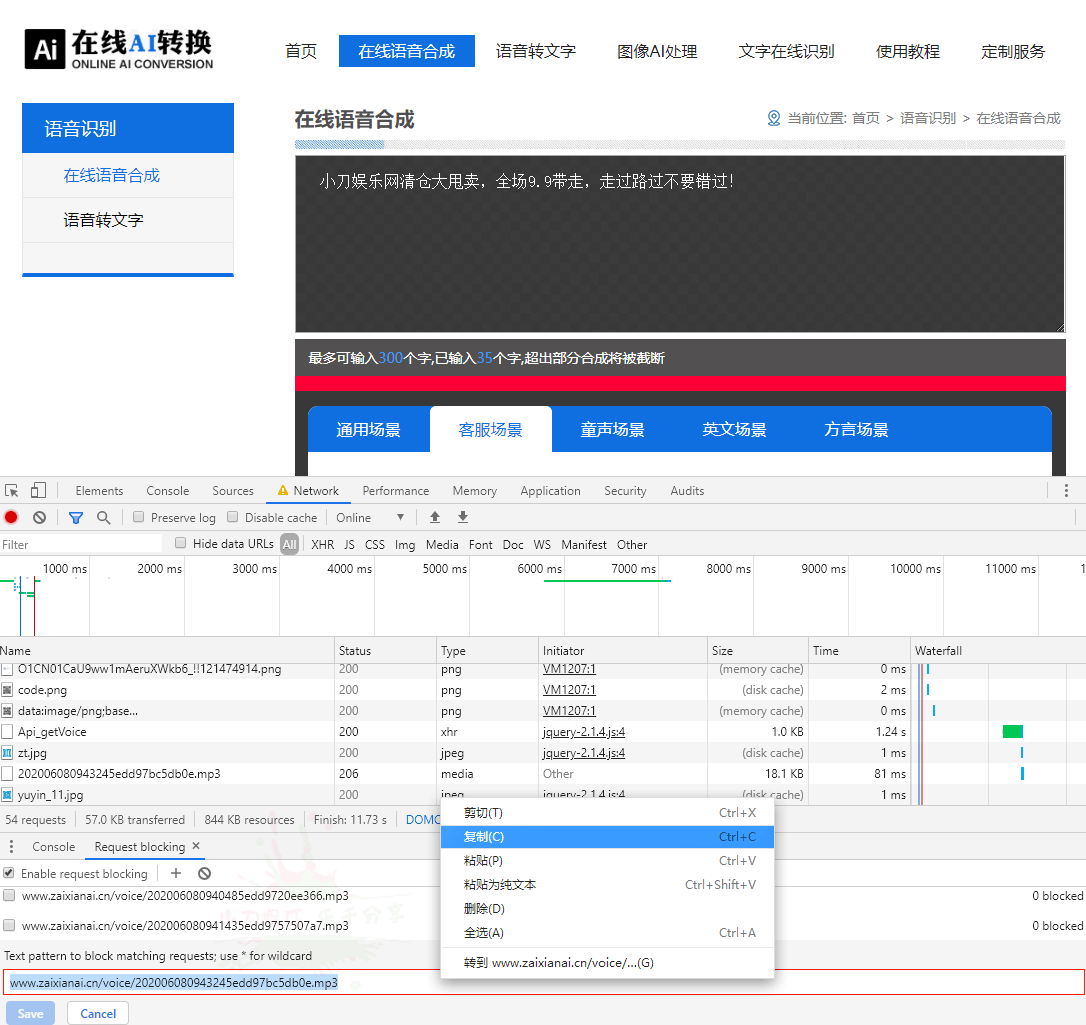 Ai 在线AI转换
ONLINE AI CONVERSION
首页 在线语音合成 语音转文字 图像AI处理 文字在线识别 使用教程 定制服务
语音识别
在线语音合成
语音转文字
在线语音合成
当前位置: 首页 > 语音识别 > 在线语音合成
小刀娱乐网清仓大甩卖，全场9.9带走，走过路过不要错过!
最多可输入300个字,已输入35个字,超出部分合成将被截断
通用场景 客服场景 童声场景 英文场景 方言场景
Elements Console Sources Network Performance Memory Application Security Audits
Preserve log Disable cache Online
Filter Hide data URLs All XHR JS CSS Img Media Font Doc WS Manifest Other
1000 ms 2000 ms 3000 ms 4000 ms 5000 ms 6000 ms 7000 ms 8000 ms 9000 ms 10000 ms 11000 ms
Name Status Type Initiator Size Time Waterfall
O1CN01CaU9ww1mAeruXWkb6_!!121474914.png 200 png VM1207:1 (memory cache) 0 ms
code.png 200 png VM1207:1 (disk cache) 2 ms
data:image/png;base... 200 png VM1207:1 (memory cache) 0 ms
Api_getVoice 200 xhr jquery-2.1.4.js:4 1.0 KB 1.24 s
zt.jpg 200 jpeg jquery-2.1.4.js:4 (disk cache) 1 ms
202006080943245edd97bc5db0e.mp3 206 media Other 18.1 KB 81 ms
yuyin_11.jpg 200 jpeg jquery-2.1.4.js:4 (disk cache) 1 ms
54 requests 57.0 KB transferred 844 KB resources Finish: 11.73 s DOMC
Console Request blocking ×
Enable request blocking
www.zaixianai.cn/voice/202006080940485edd9720ee366.mp3 0 blocked
www.zaixianai.cn/voice/202006080941435edd9757507a7.mp3 0 blocked
Text pattern to block matching requests; use * for wildcard
www.zaixianai.cn/voice/202006080943245edd97bc5db0e.mp3
Save Cancel
剪切(T) Ctrl+X
复制(C) Ctrl+C
粘贴(P) Ctrl+V
粘贴为纯文本 Ctrl+Shift+V
删除(D)
全选(A) Ctrl+A
转到 www.zaixianai.cn/voice/...(G)